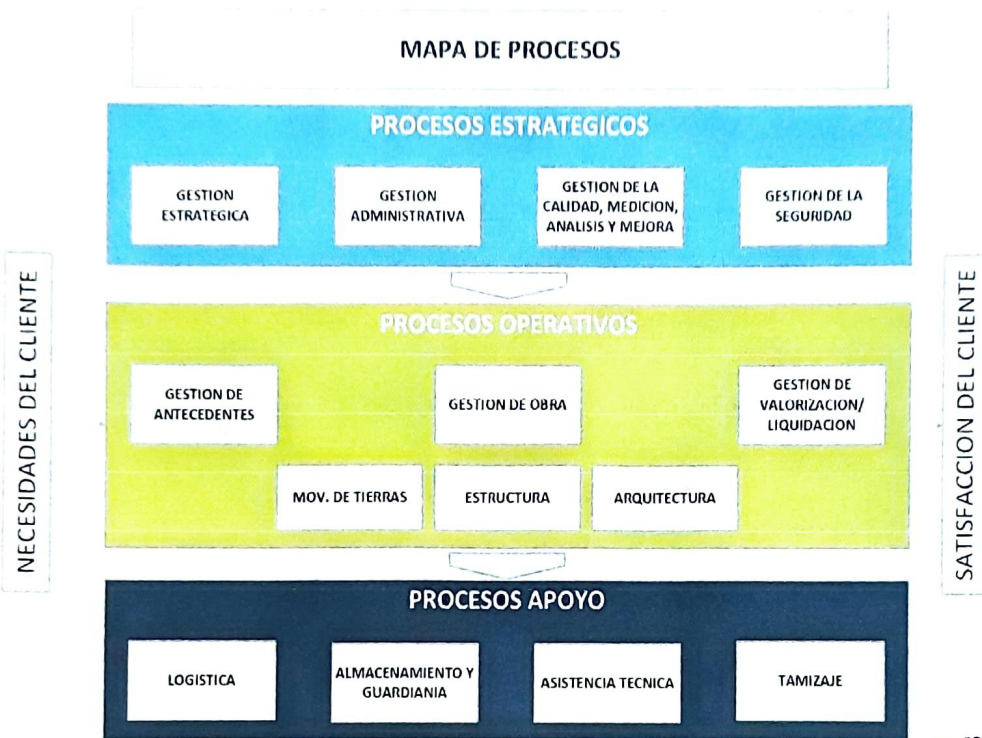 MAPA DE PROCESOS
PROCESOS ESTRATEGICOS
GESTION
ESTRATEGICA
GESTION
ADMINISTRATIVA
GESTION DE LA
CALIDAD, MEDICION,
ANALISIS Y MEJORA
GESTION DE LA
SEGURIDAD
NECESIDADES DEL CLIENTE
PROCESOS OPERATIVOS
GESTION DE
ANTECEDENTES
GESTION DE OBRA
GESTION DE
VALORIZACION/
LIQUIDACION
MOV. DE TIERRAS
ESTRUCTURA
ARQUITECTURA
SATISFACCION DEL CLIENTE
PROCESOS APOYO
LOGISTICA
ALMACENAMIENTO Y
GUARDIANIA
ASISTENCIA TECNICA
TAMIZAJE